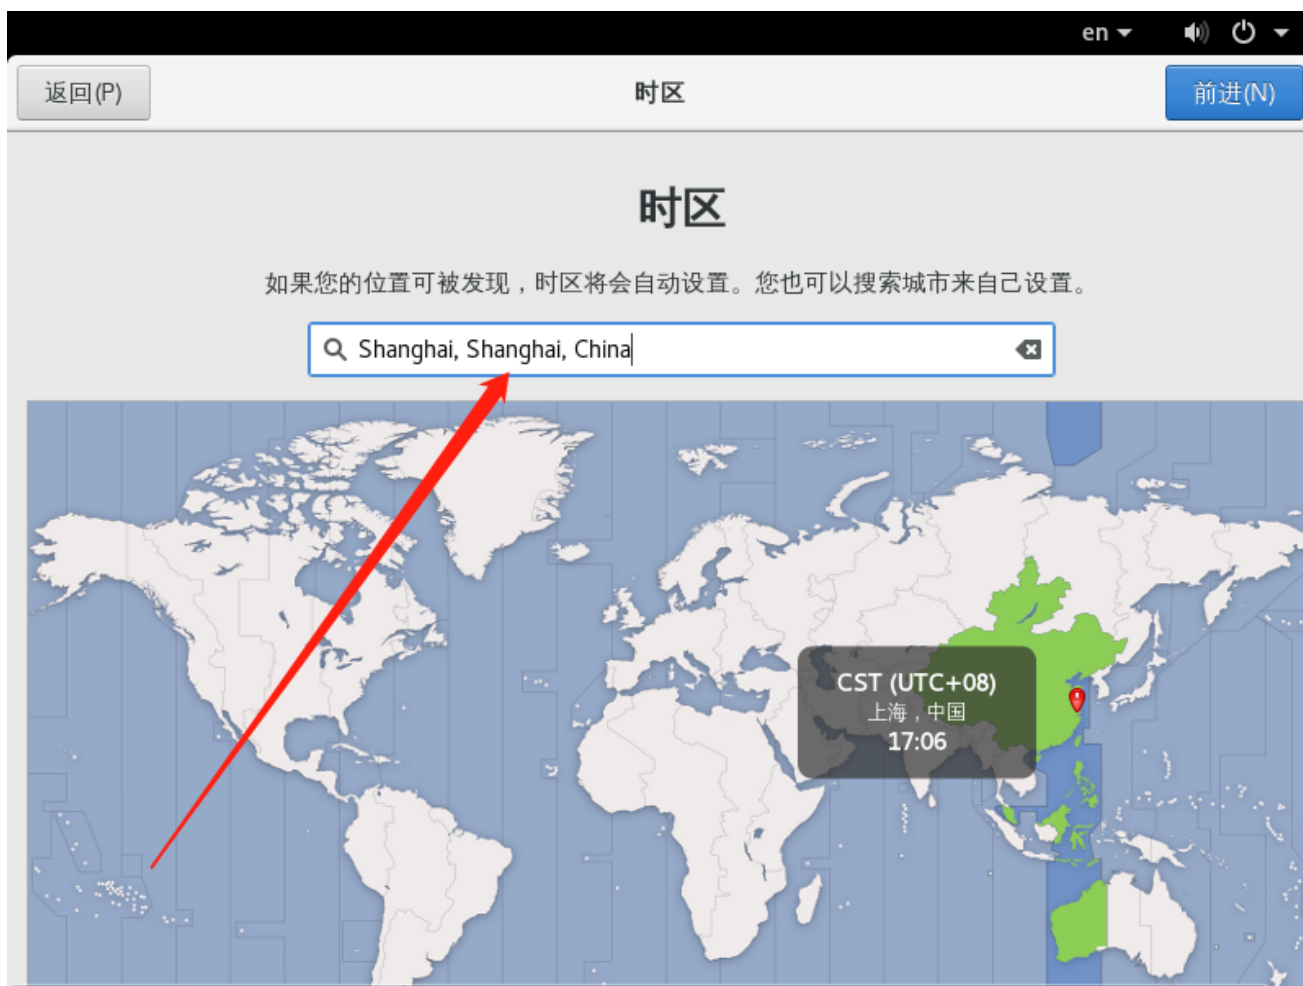 en
返回(P)
时区
前进(N)
时区
如果您的位置可被发现，时区将会自动设置。您也可以搜索城市来自己设置。
Shanghai, Shanghai, China
CST (UTC+08)
上海，中国
17:06